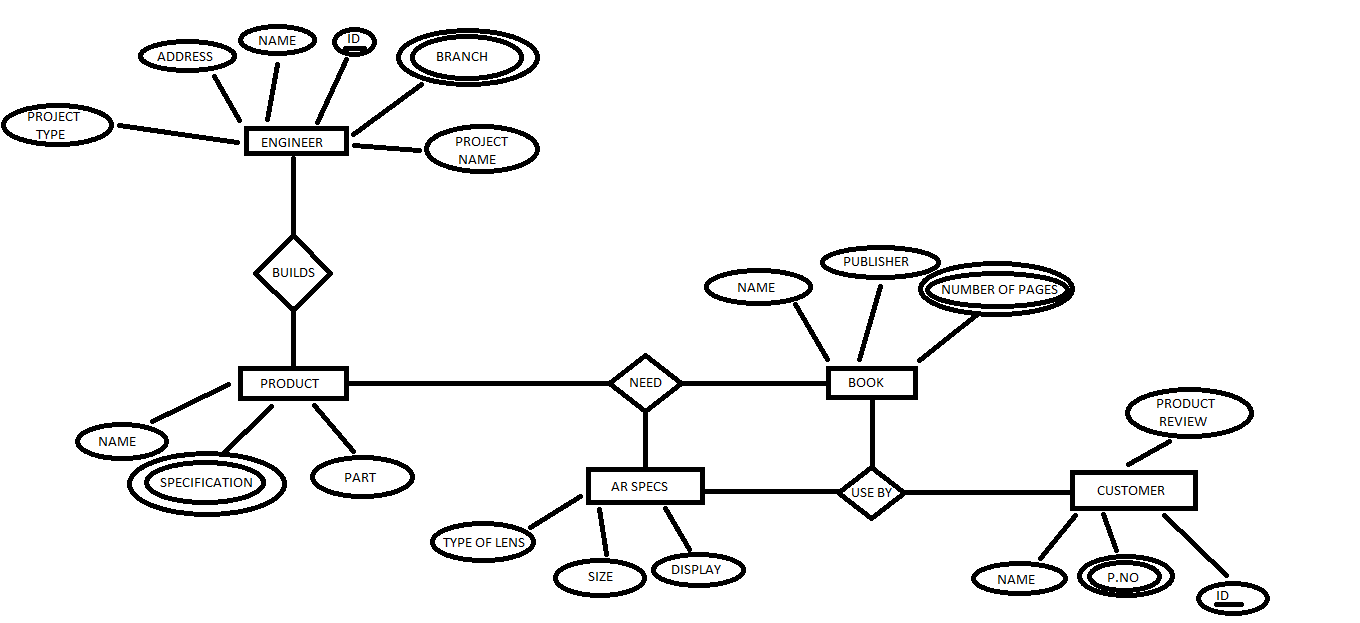 NAME
ID
ADDRESS
BRANCH
PROJECT
TYPE
ENGINEER
PROJECT
NAME
BUILDS
PUBLISHER
NAME
NUMBER OF PAGES
PRODUCT
NEED
BOOK
PRODUCT
REVIEW
NAME
SPECIFICATION
PART
AR SPECS
USE BY
CUSTOMER
TYPE OF LENS
SIZE
DISPLAY
NAME
P.NO
ID